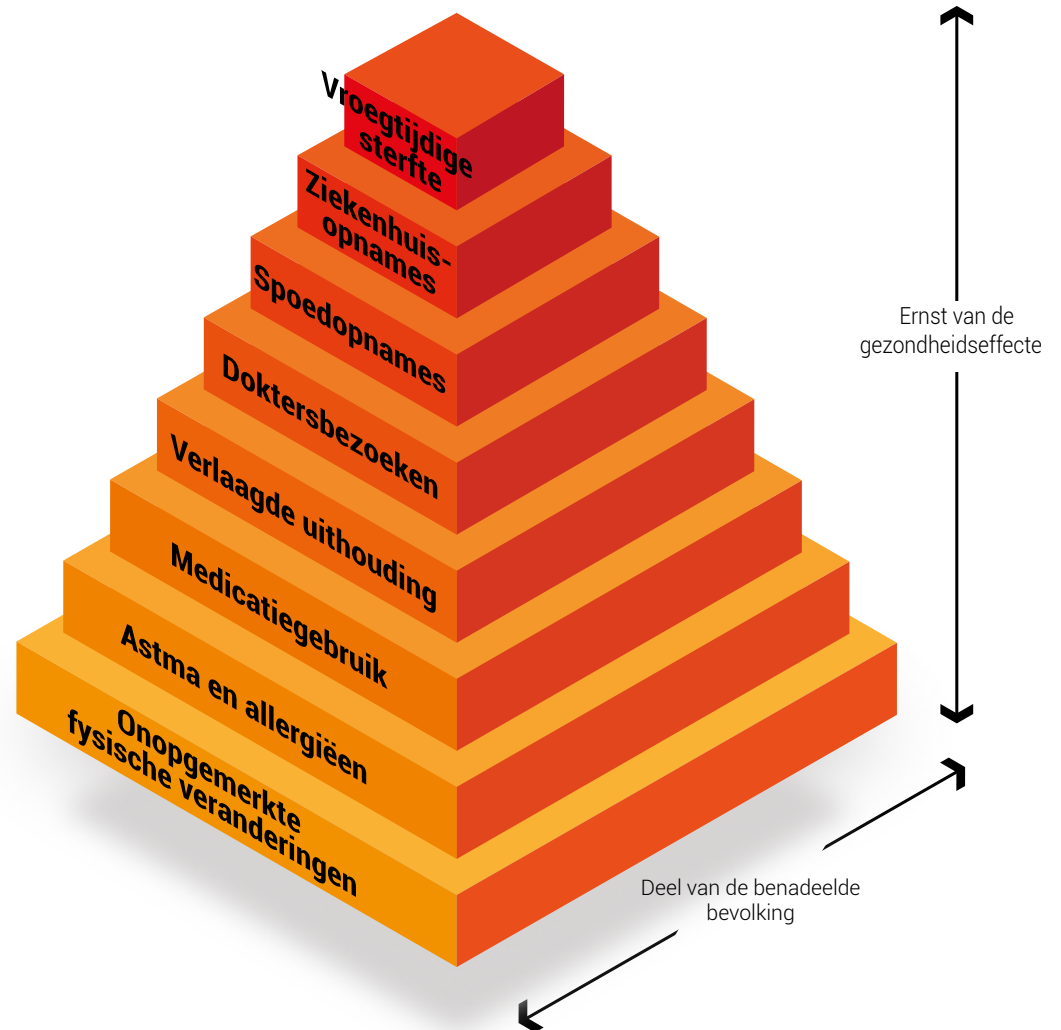 Vroegtijdige
sterfte
Ziekenhuis-
opnames
Spoedopnames
Doktersbezoeken
Verlaagde uithouding
Medicatiegebruik
Astma en allergiëen
Onopgemerkte
fysische veranderingen
Ernst van de
gezondheidseffecte
Deel van de benadeelde
bevolking